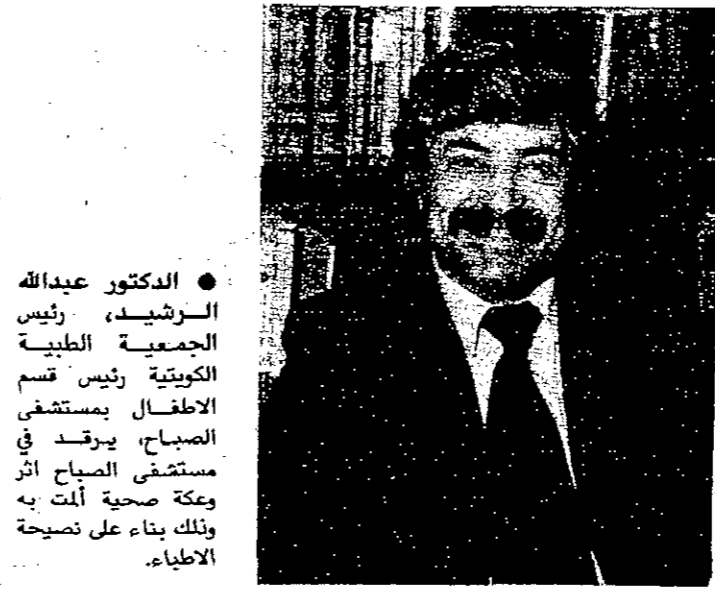 ● الدكتور عبدالله
الرشيد، رئيس
الجمعية الطبية
الكويتية رئيس قسم
الاطفال بمستشفى
الصباح، يرقد في
مستشفى الصباح اثر
وعكة صحية ألمت به
وذلك بناء على نصيحة
الاطباء.